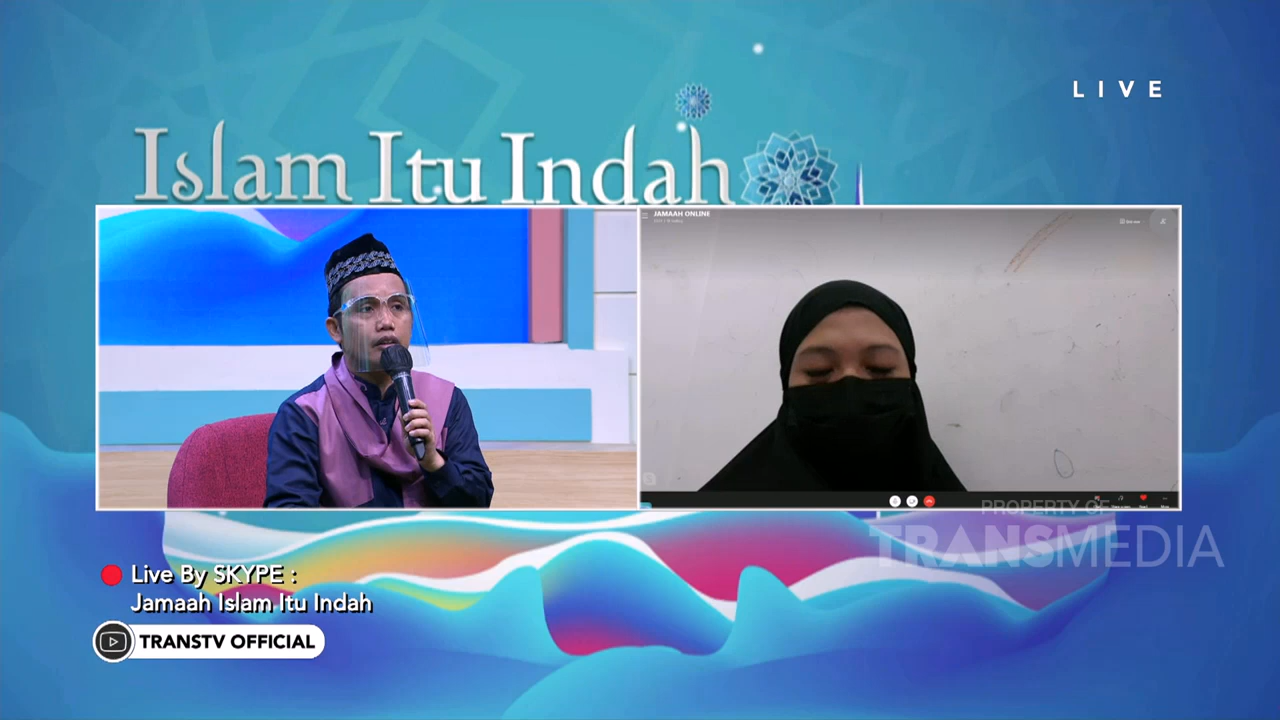 LIVE
Islam Itu Indah
JAMAAH ONLINE
PROPERTY OF
TRANSMEDIA
Live By SKYPE :
Jamaah Islam Itu Indah
TRANSTV OFFICIAL